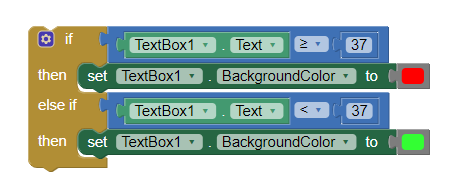 if TextBox1 . Text ≥ 37
then set TextBox1 . BackgroundColor to
else if TextBox1 . Text < 37
then set TextBox1 . BackgroundColor to